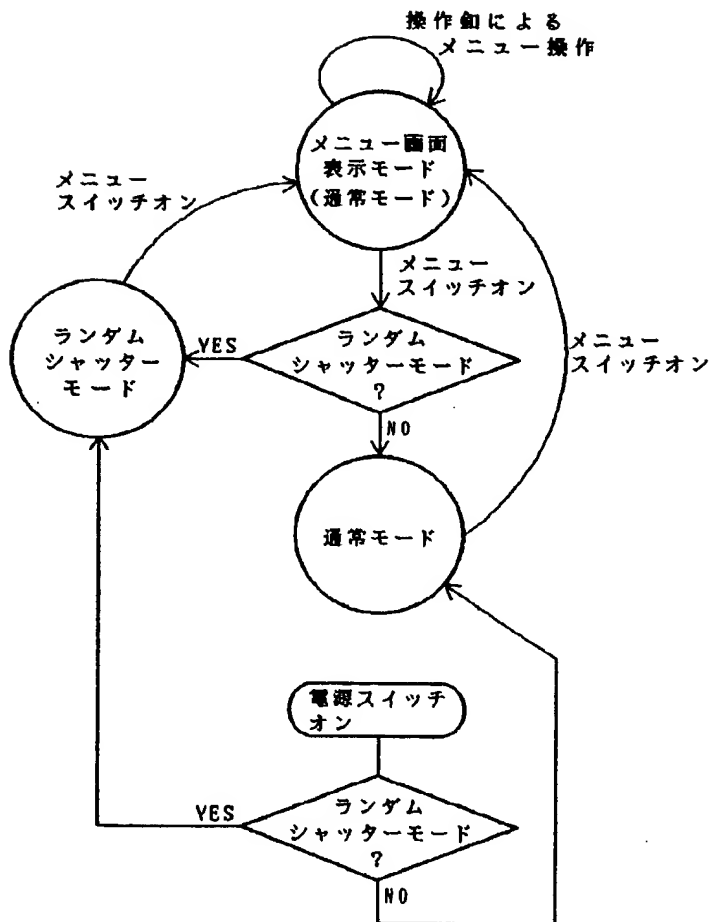 操作釦による
メニュー操作
メニュー画面
表示モード
(通常モード)
メニュー
スイッチオン
メニュー
スイッチオン
ランダム
シャッター
モード
YES
ランダム
シャッターモード
?
メニュー
スイッチオン
NO
通常モード
電源スイッチ
オン
ランダム
シャッターモード
?
YES
NO